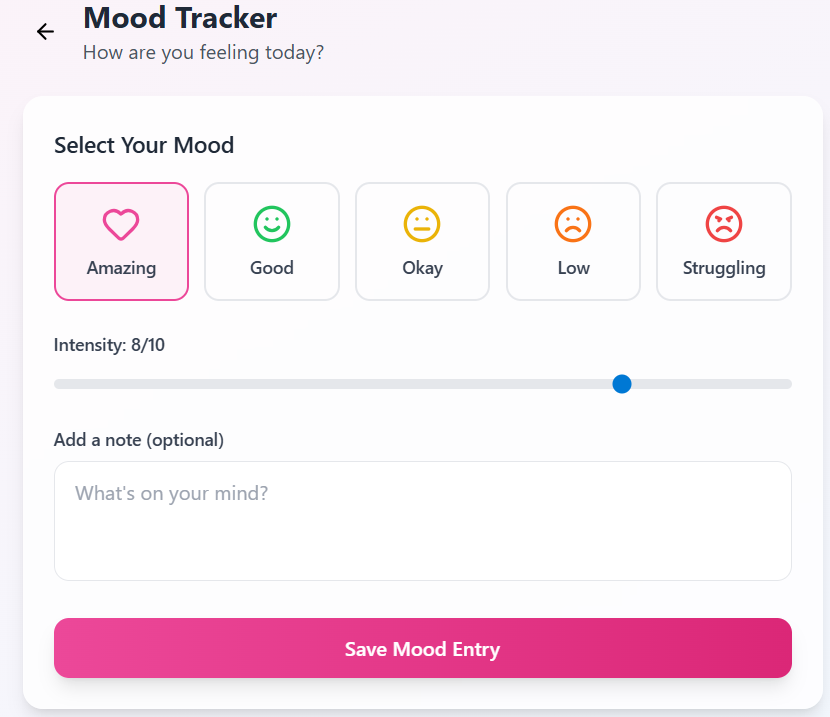 Mood Tracker
How are you feeling today?
Select Your Mood
Amazing Good Okay Low Struggling
Intensity: 8/10
Add a note (optional)
What's on your mind?
Save Mood Entry